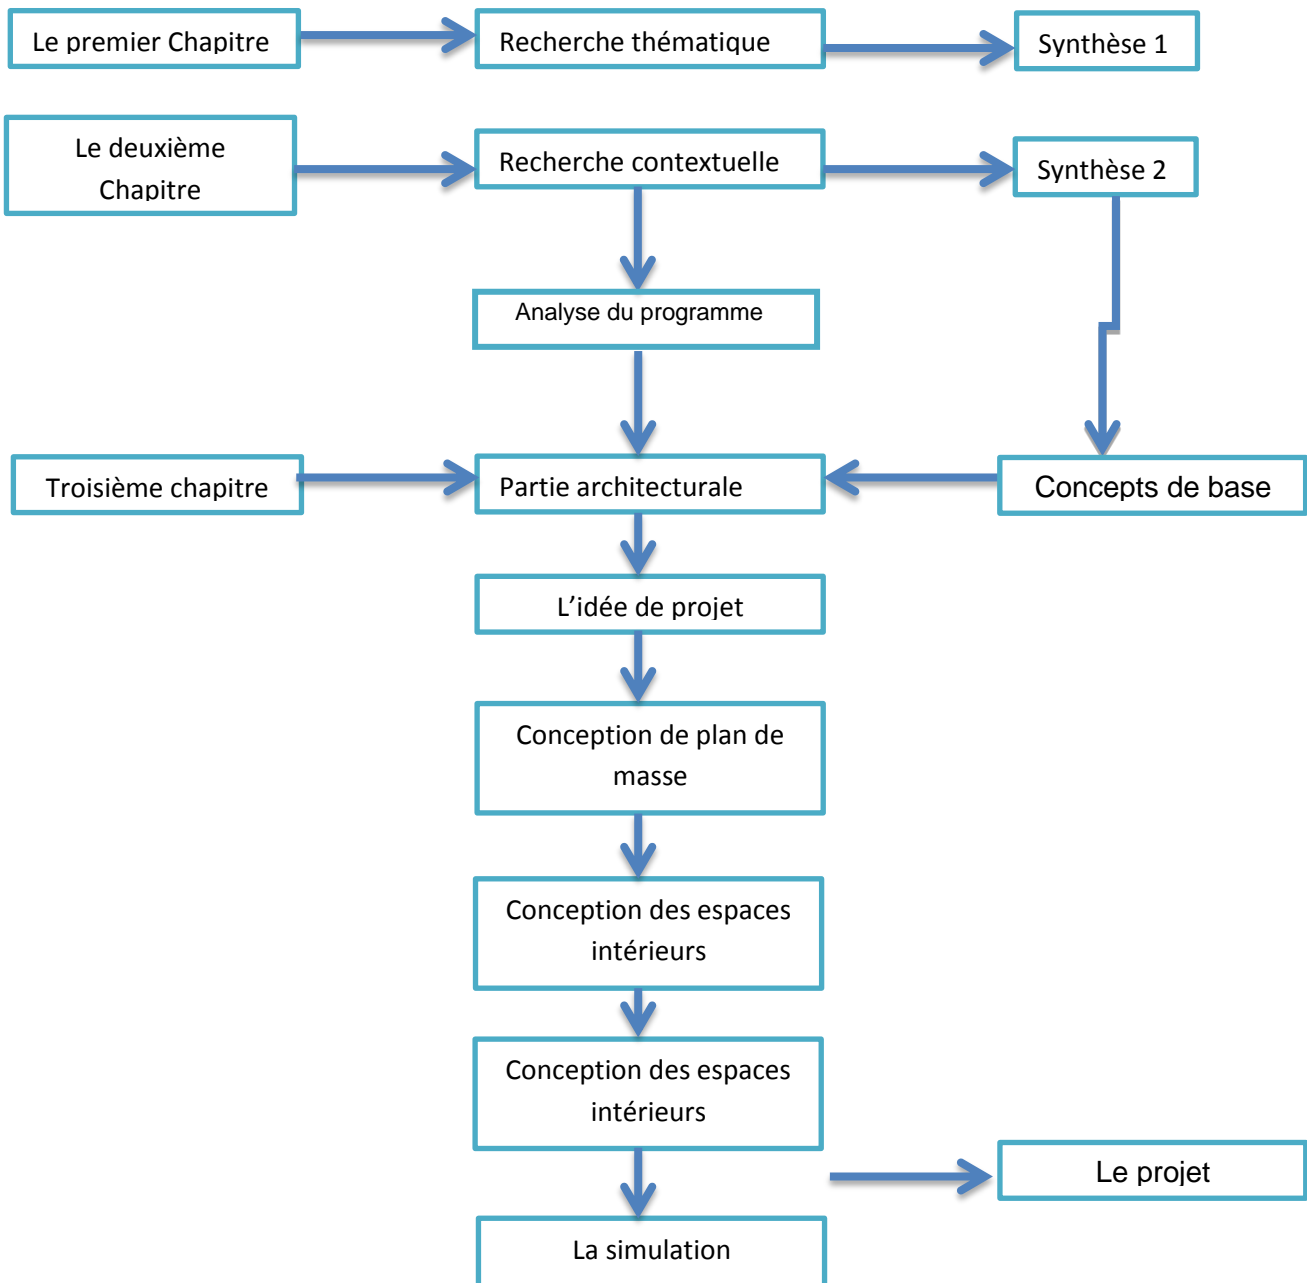 Le premier Chapitre
Recherche thématique
Synthèse 1
Le deuxième
Chapitre
Recherche contextuelle
Synthèse 2
Analyse du programme
Troisième chapitre
Partie architecturale
Concepts de base
L'idée de projet
Conception de plan de
masse
Conception des espaces
intérieurs
Conception des espaces
intérieurs
Le projet
La simulation